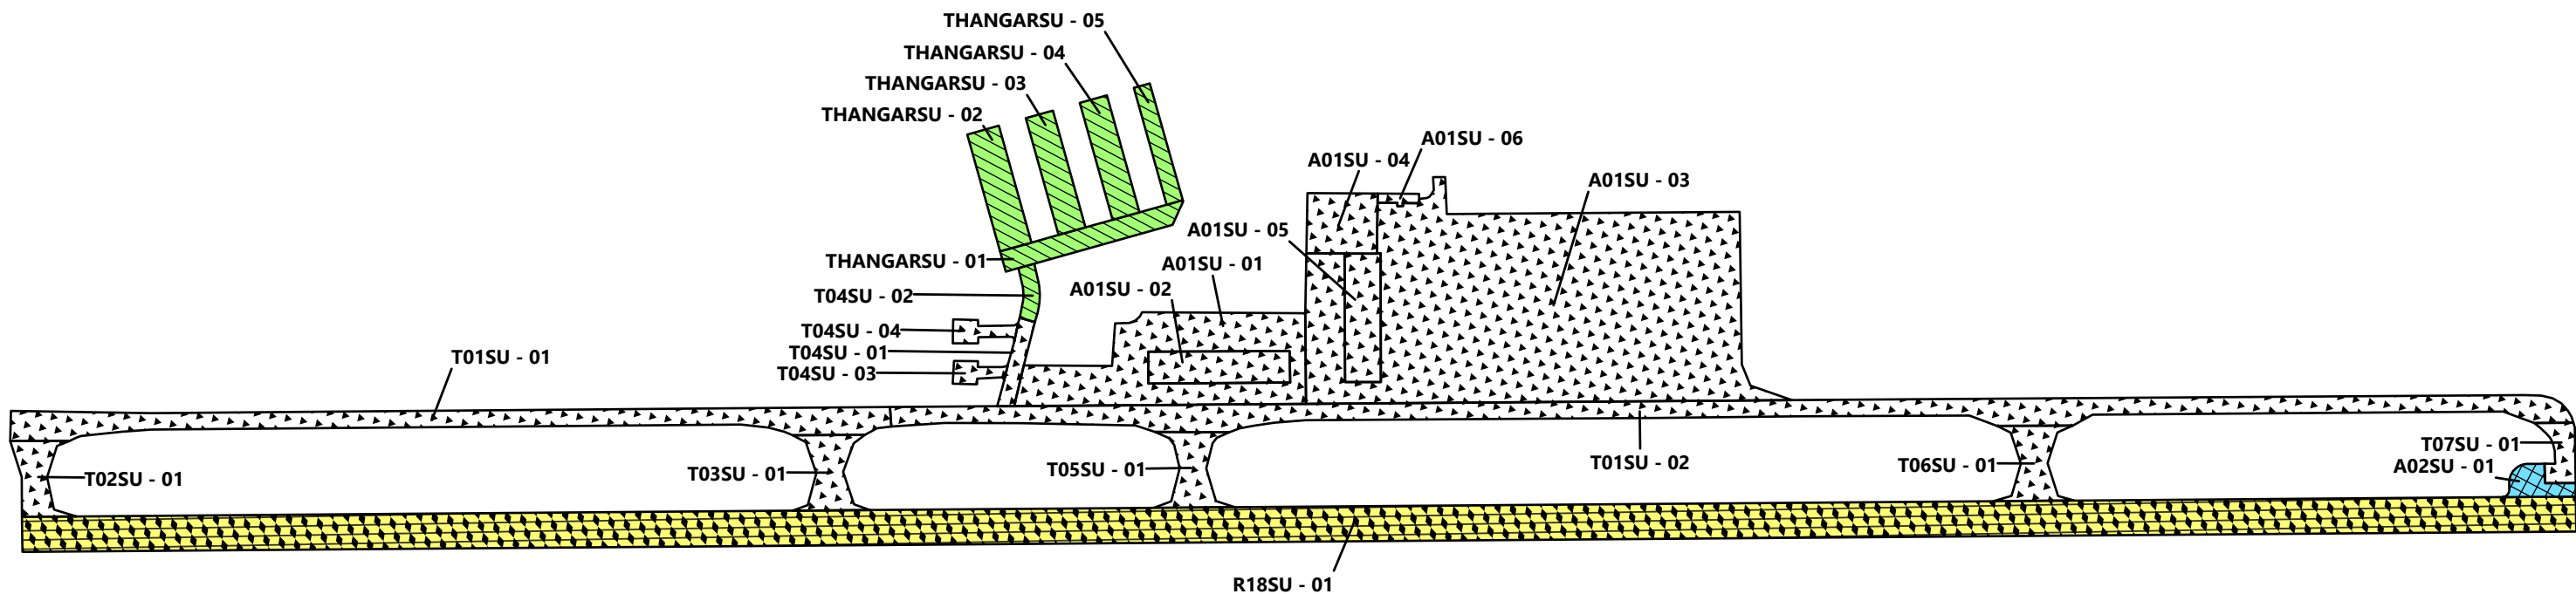 THANGARSU - 05
THANGARSU - 04
THANGARSU - 03
THANGARSU - 02
A01SU - 06
A01SU - 04
A01SU - 03
A01SU - 05
THANGARSU - 01
A01SU - 01
A01SU - 02
T04SU - 02
T04SU - 04
T04SU - 01
T01SU - 01
T04SU - 03
T07SU - 01
T01SU - 02
T06SU - 01
A02SU - 01
T05SU - 01
T03SU - 01
T02SU - 01
R18SU - 01